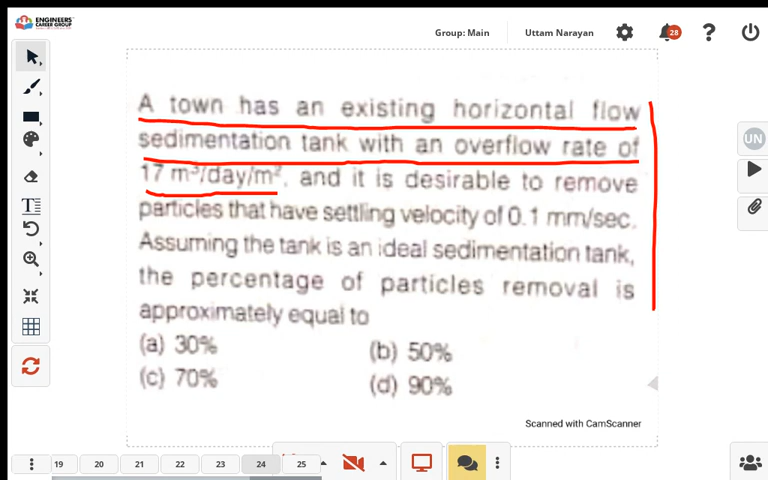 ENGINEERS
CAREER GROUP
Group: Main
Uttam Narayan
28
UN
A town has an existing horizontal flow
sedimentation tank with an overflow rate of
17 m³/day/m², and it is desirable to remove
particles that have settling velocity of 0.1 mm/sec.
Assuming the tank is an ideal sedimentation tank,
the percentage of particles removal is
approximately equal to
(a) 30% (b) 50%
(c) 70% (d) 90%
Scanned with CamScanner
19 20 21 22 23 24 25